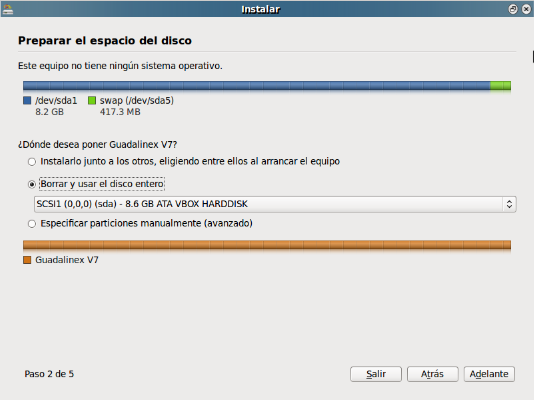 Instalar
Preparar el espacio del disco
Este equipo no tiene ningún sistema operativo.
/dev/sda1
8.2 GB
swap (/dev/sda5)
417.3 MB
¿Dónde desea poner Guadalinex V7?
Instalarlo junto a los otros, eligiendo entre ellos al arrancar el equipo
Borrar y usar el disco entero
SCSI1 (0,0,0) (sda) - 8.6 GB ATA VBOX HARDDISK
Especificar particiones manualmente (avanzado)
Guadalinex V7
Paso 2 de 5
Salir
Atrás
Adelante